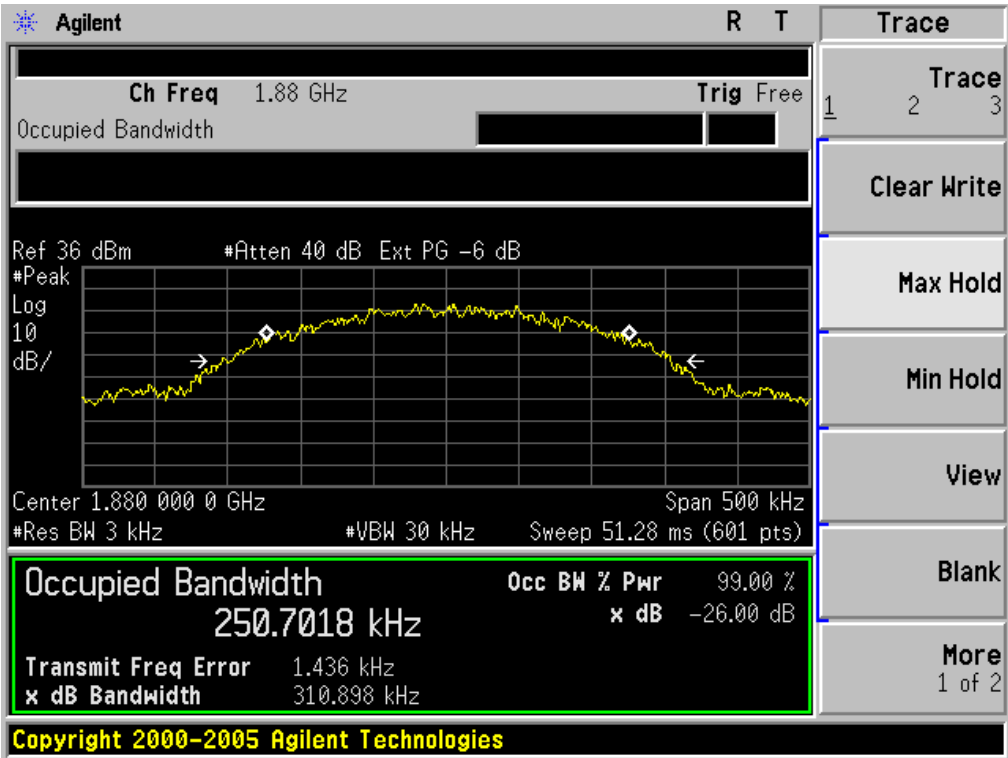 Agilent R T Trace
Ch Freq 1.88 GHz Trig Free
Occupied Bandwidth
Trace
1 2 3
Clear Write
Max Hold
Min Hold
View
Blank
More
1 of 2
Ref 36 dBm #Atten 40 dB Ext PG -6 dB
#Peak
Log
10
dB/
Center 1.880 000 0 GHz Span 500 kHz
#Res BW 3 kHz #VBW 30 kHz Sweep 51.28 ms (601 pts)
Occupied Bandwidth Occ BW % Pwr 99.00 %
250.7018 kHz x dB -26.00 dB
Transmit Freq Error 1.436 kHz
x dB Bandwidth 310.898 kHz
Copyright 2000-2005 Agilent Technologies